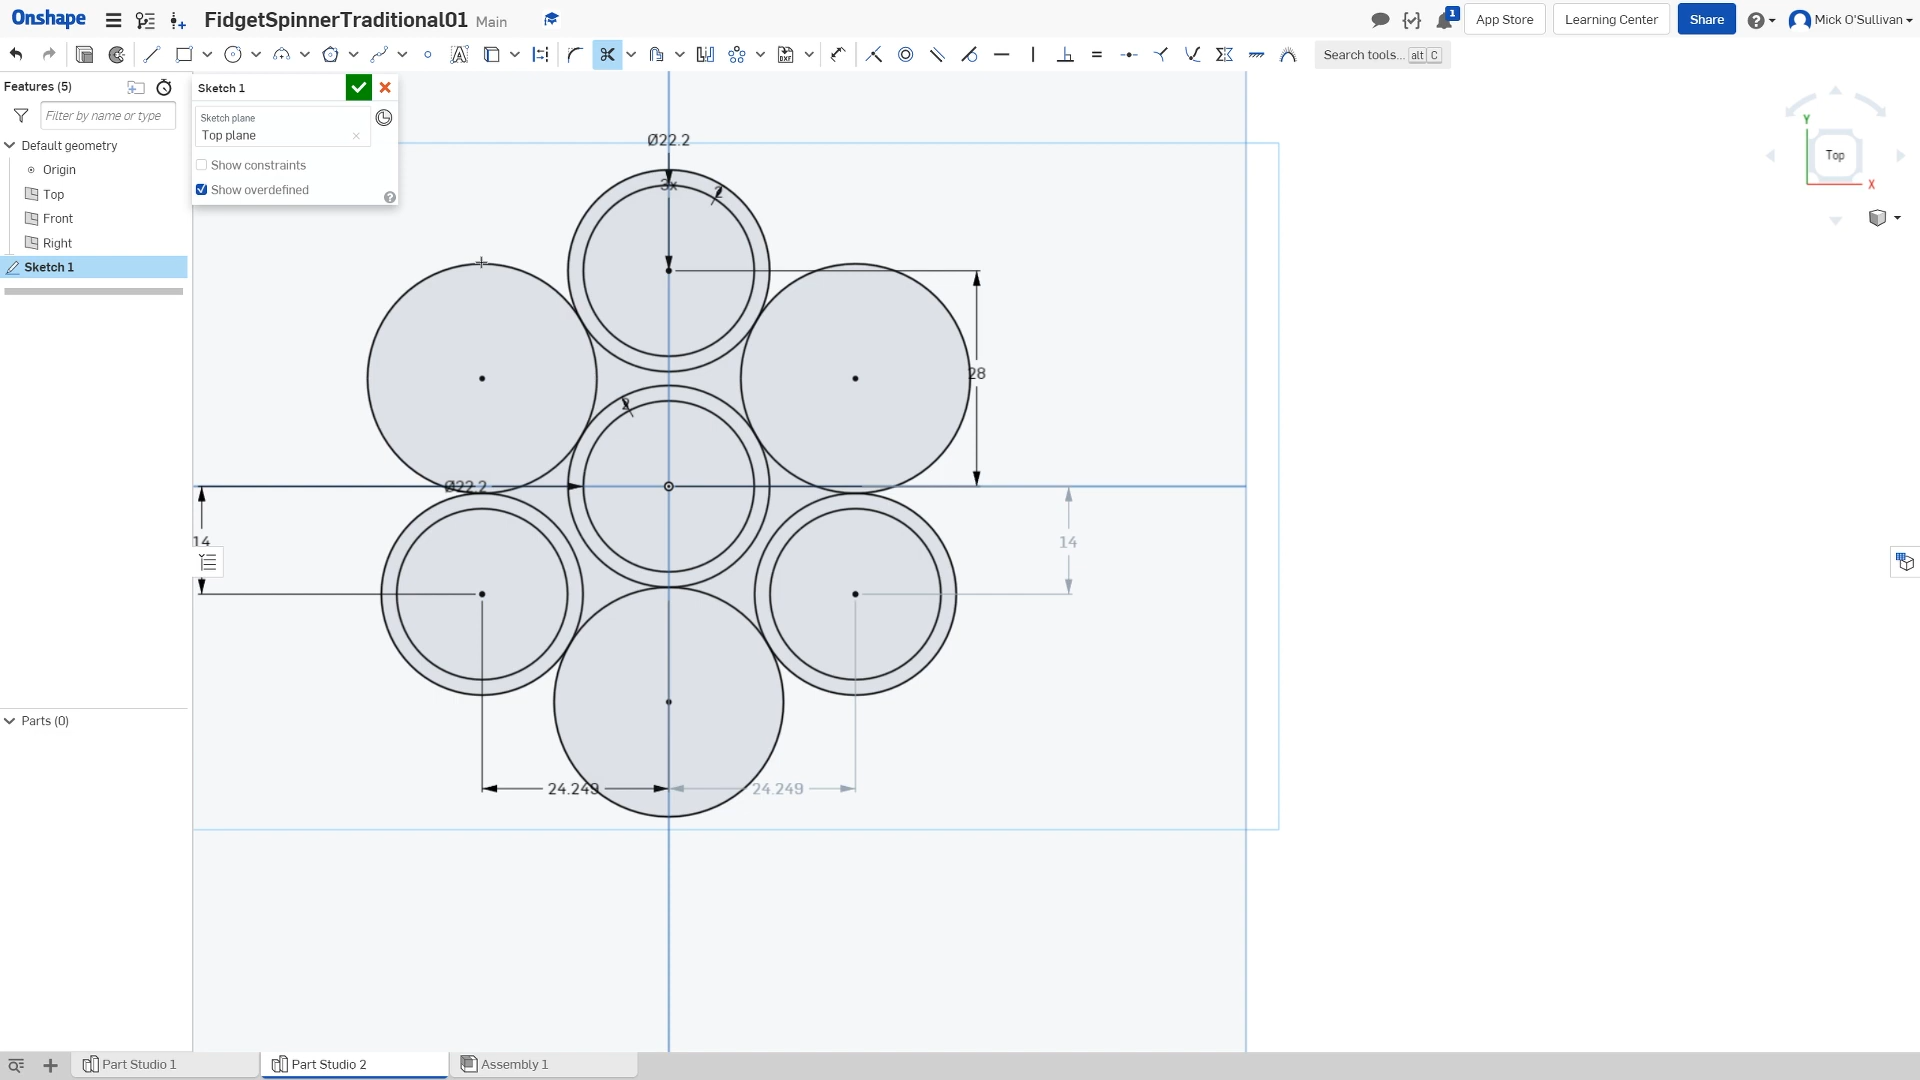 Onshape
FidgetSpinnerTraditional01 Main
1
App Store
Learning Center
Share
Mick O'Sullivan
Search tools... alt C
Features (5)
Filter by name or type
Default geometry
Origin
Top
Front
Right
Sketch 1
Parts (0)
Sketch 1
Sketch plane
Top plane
Show constraints
Show overdefined
Ø22.2
3x
2
28
2
Ø22.2
14
14
24.249
24.249
Y
Top
X
Part Studio 1
Part Studio 2
Assembly 1